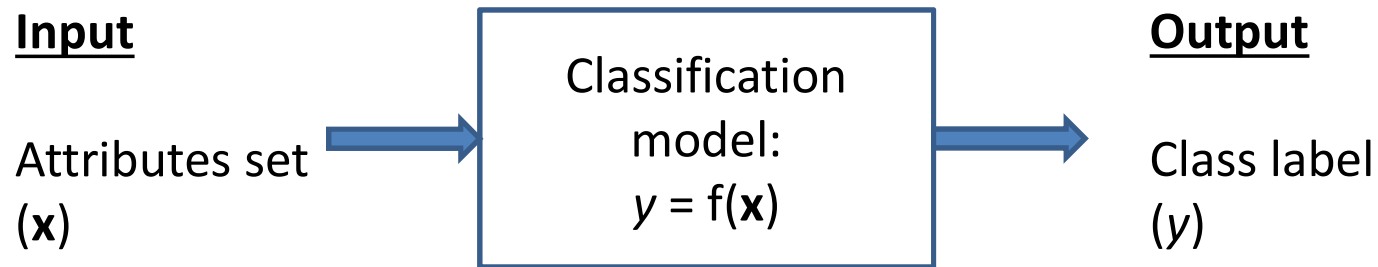 Input
Attributes set
(x)
Classification
model:
y = f(x)
Output
Class label
(y)